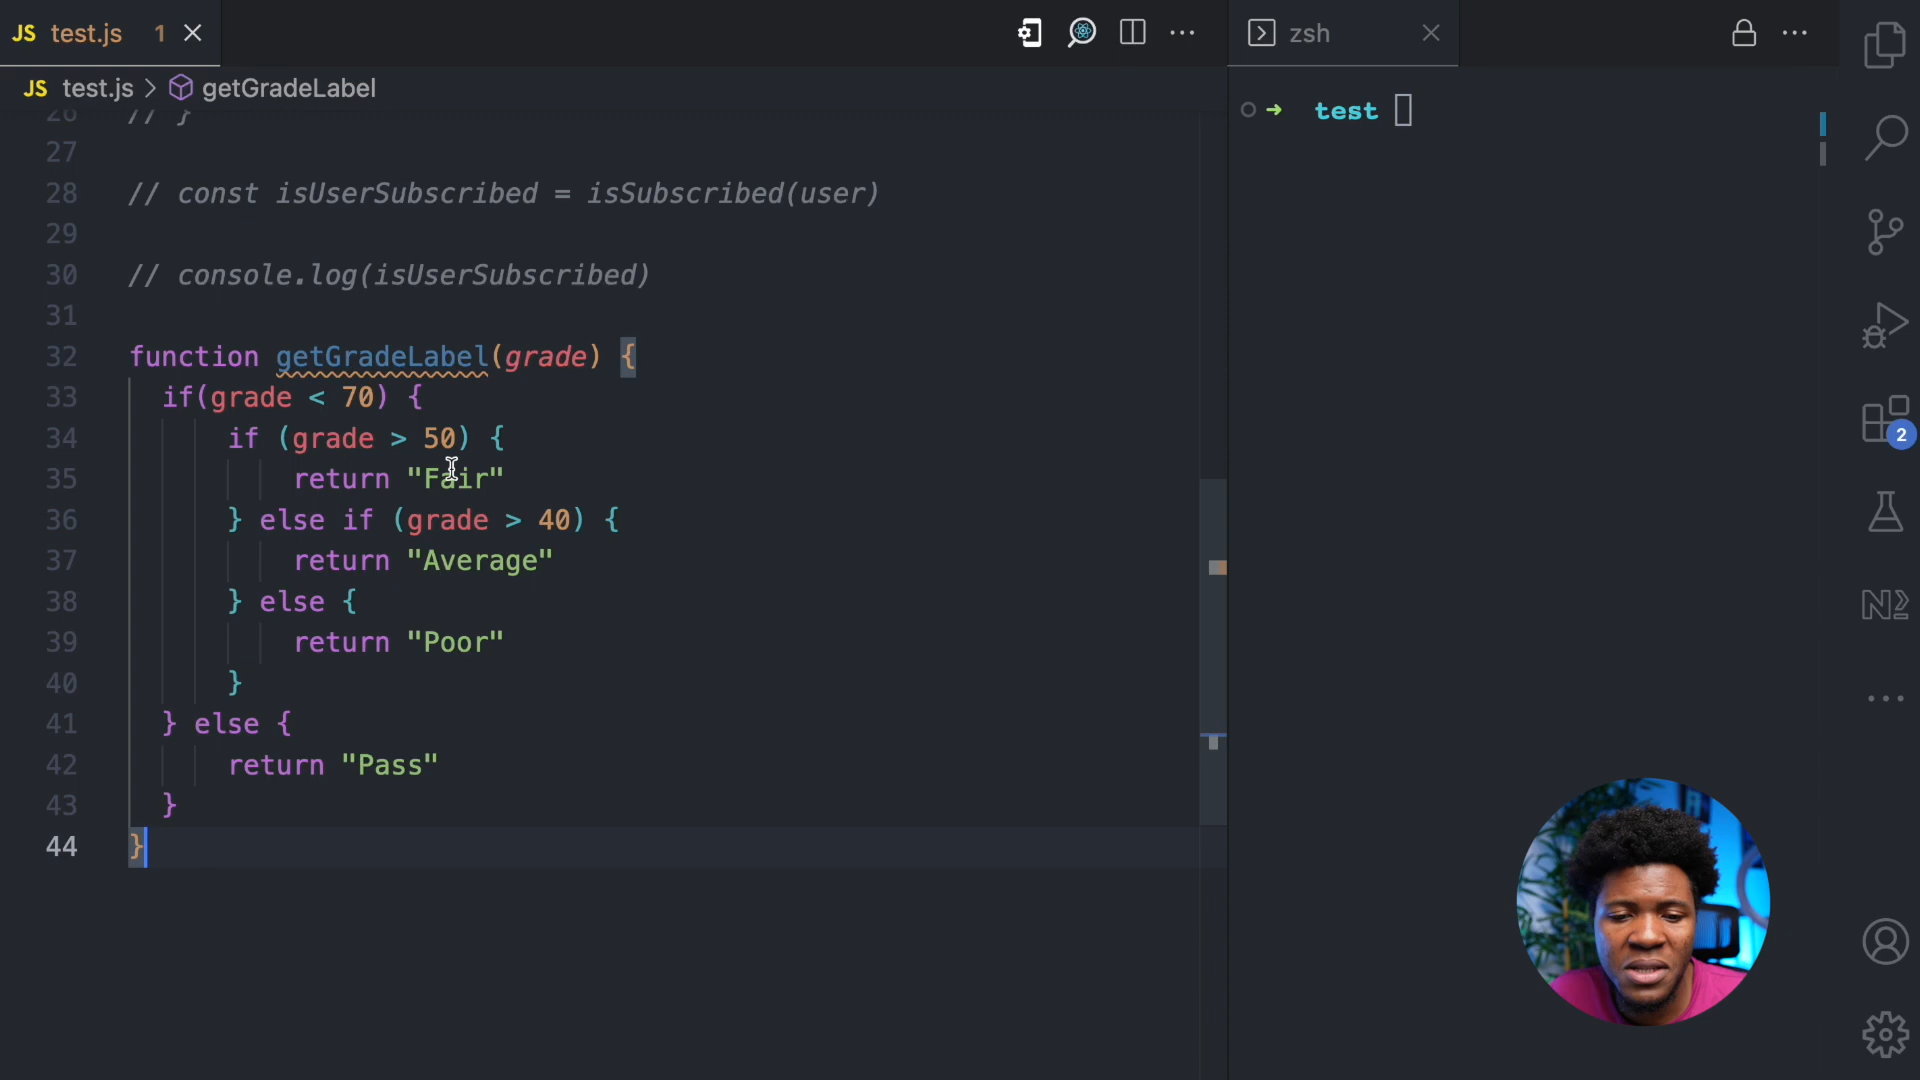 JS test.js 1
zsh
JS test.js > getGradeLabel
test
26 // }
27
28 // const isUserSubscribed = isSubscribed(user)
29
30 // console.log(isUserSubscribed)
31
32 function getGradeLabel(grade) {
33 if(grade < 70) {
34 if (grade > 50) {
35 return "Fair"
36 } else if (grade > 40) {
37 return "Average"
38 } else {
39 return "Poor"
40 }
41 } else {
42 return "Pass"
43 }
44 }
2